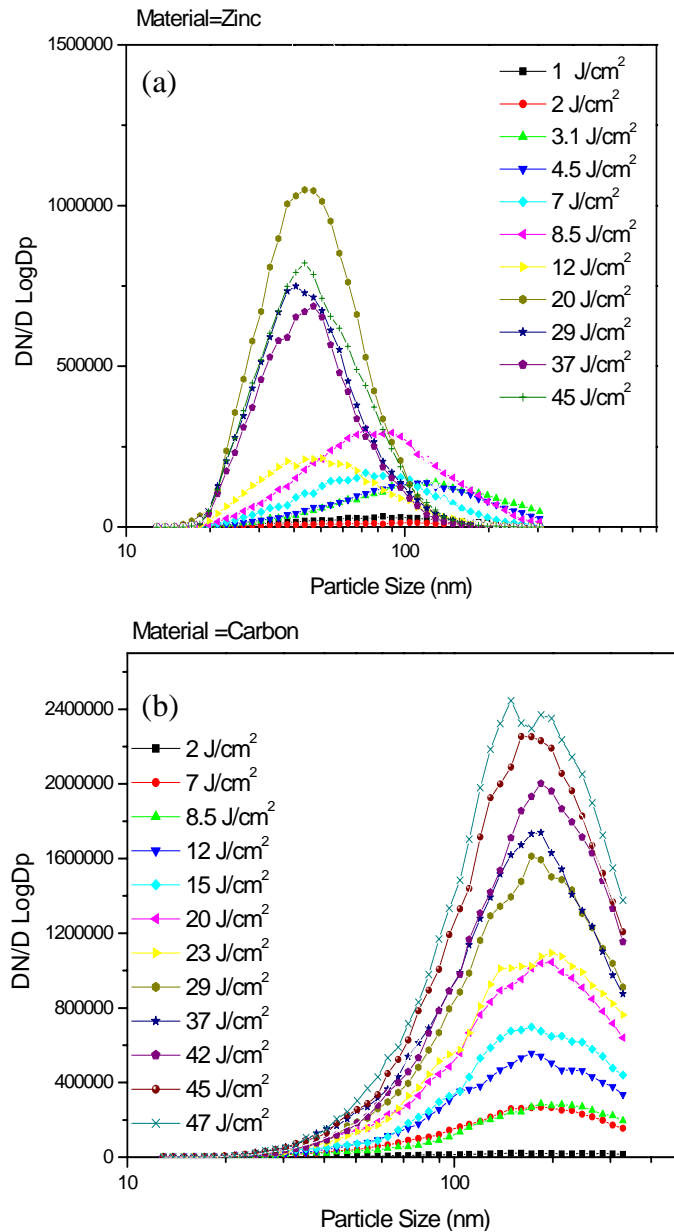 Material=Zinc
(a)
1500000
1000000
500000
0
DN/D LogDp
1 J/cm²
2 J/cm²
3.1 J/cm²
4.5 J/cm²
7 J/cm²
8.5 J/cm²
12 J/cm²
20 J/cm²
29 J/cm²
37 J/cm²
45 J/cm²
10
100
Particle Size (nm)
Material =Carbon
(b)
2400000
2000000
1600000
1200000
800000
400000
0
DN/D LogDp
2 J/cm²
7 J/cm²
8.5 J/cm²
12 J/cm²
15 J/cm²
20 J/cm²
23 J/cm²
29 J/cm²
37 J/cm²
42 J/cm²
45 J/cm²
47 J/cm²
10
100
Particle Size (nm)